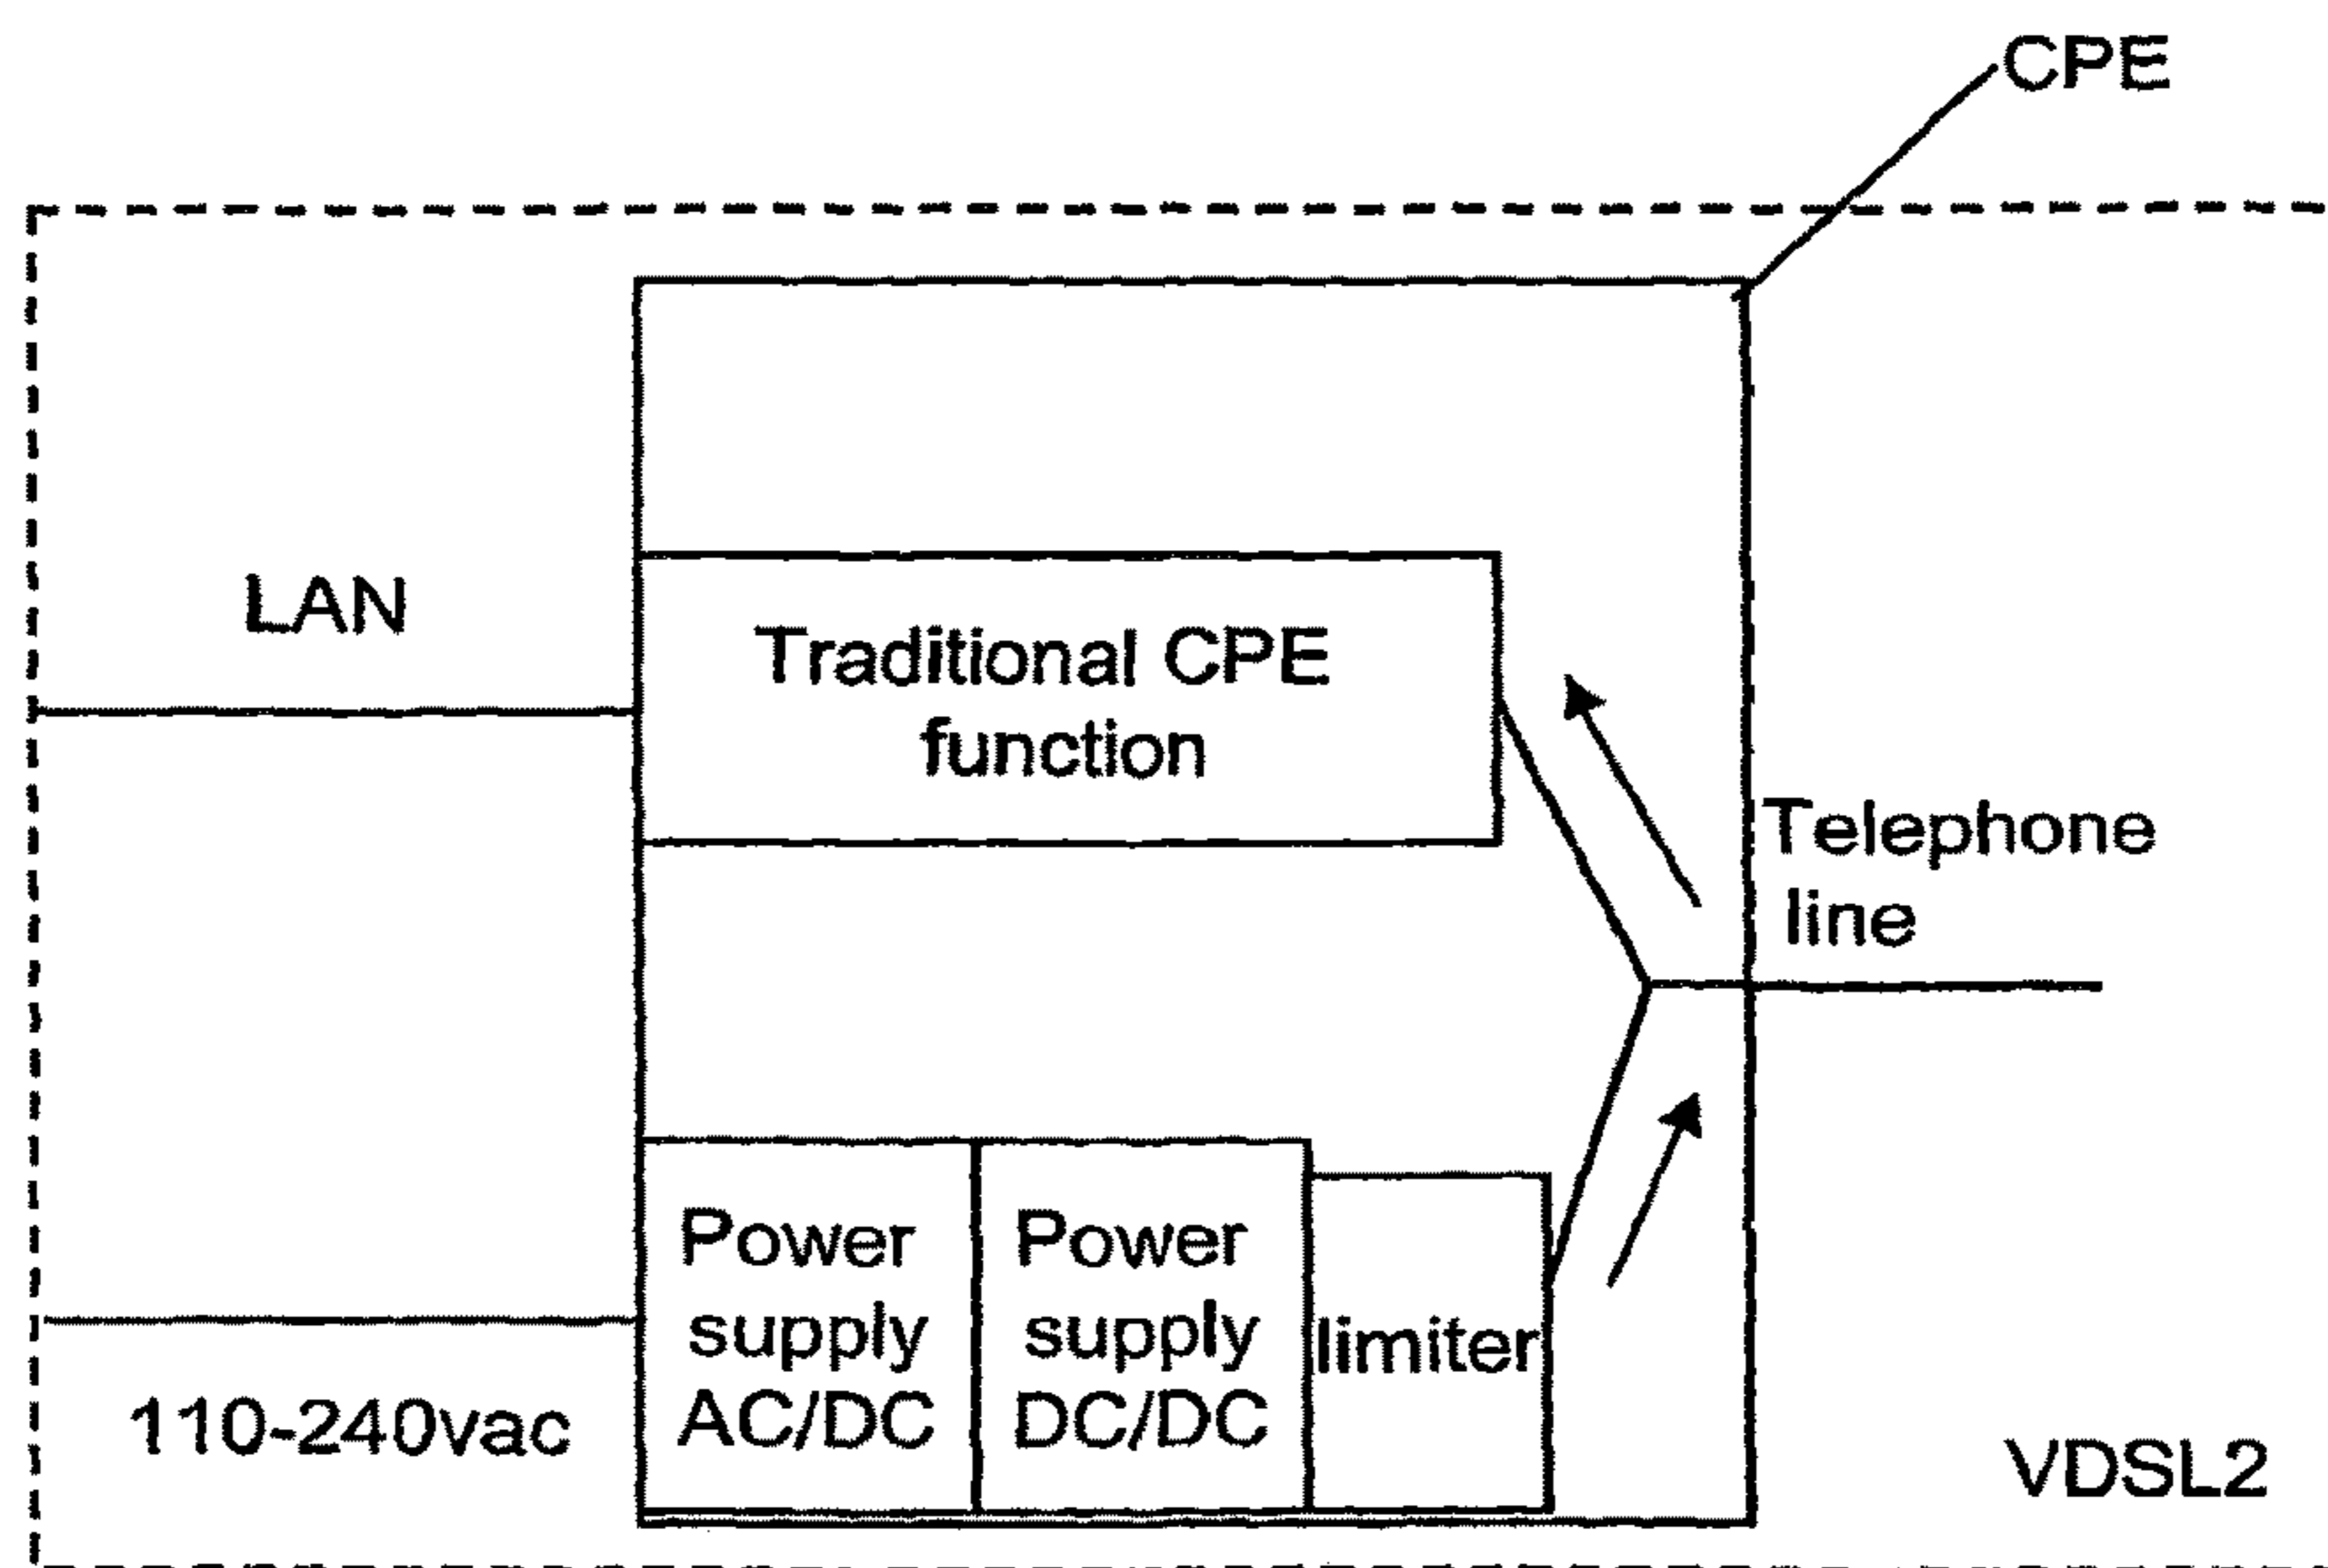 CPE
LAN
Traditional CPE
function
Telephone
line
Power
supply
AC/DC
Power
supply
DC/DC
limiter
110-240vac
VDSL2